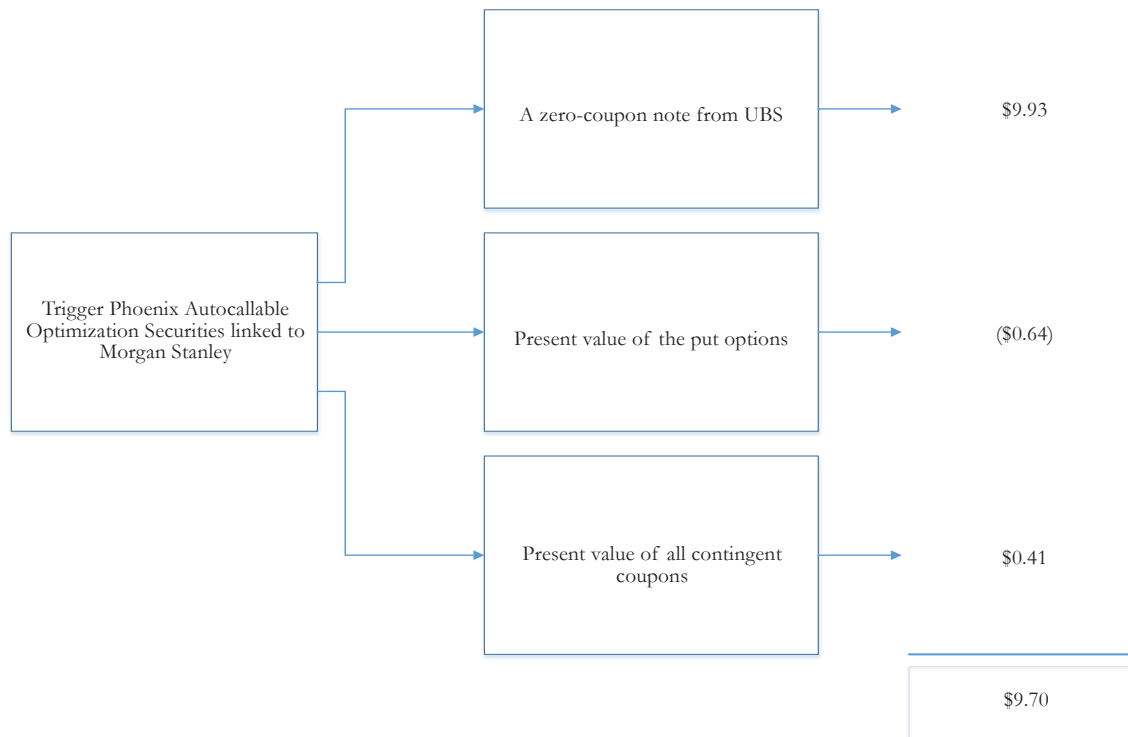 A zero-coupon note from UBS
$9.93
Trigger Phoenix Autocallable
Optimization Securities linked to
Morgan Stanley
Present value of the put options
($0.64)
Present value of all contingent
coupons
$0.41
$9.70